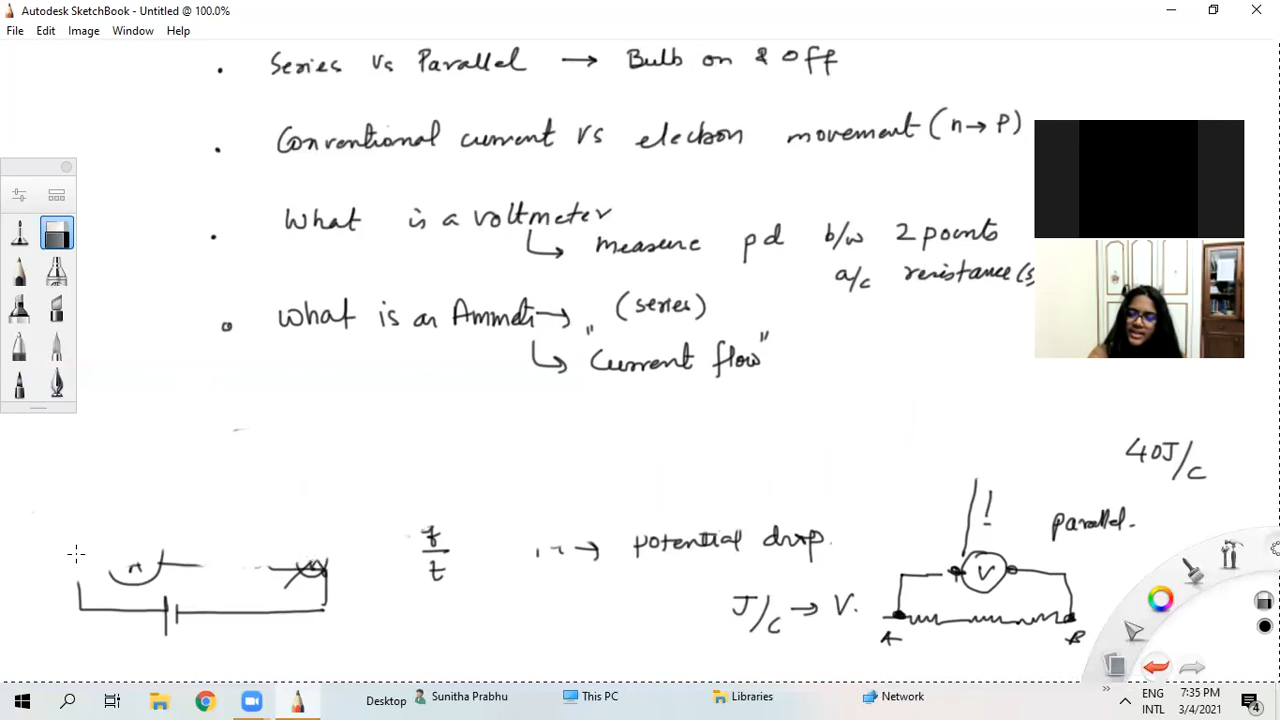 Autodesk SketchBook - Untitled @ 100.0%
File Edit Image Window Help
. Series Vs Parallel → Bulb on & Off
. Conventional current VS electron movement (n→ P)
. What is a voltmeter
↳ measure pd b/w 2 points
a/c resistance(s
What is an Ammeter → (series)
↳ "Current flow"
40J/C
parallel.
n
t
→ potential drop.
V
J/C → V.
A B
Desktop
Sunitha Prabhu
This PC
Libraries
Network
ENG
INTL
7:35 PM
3/4/2021
4